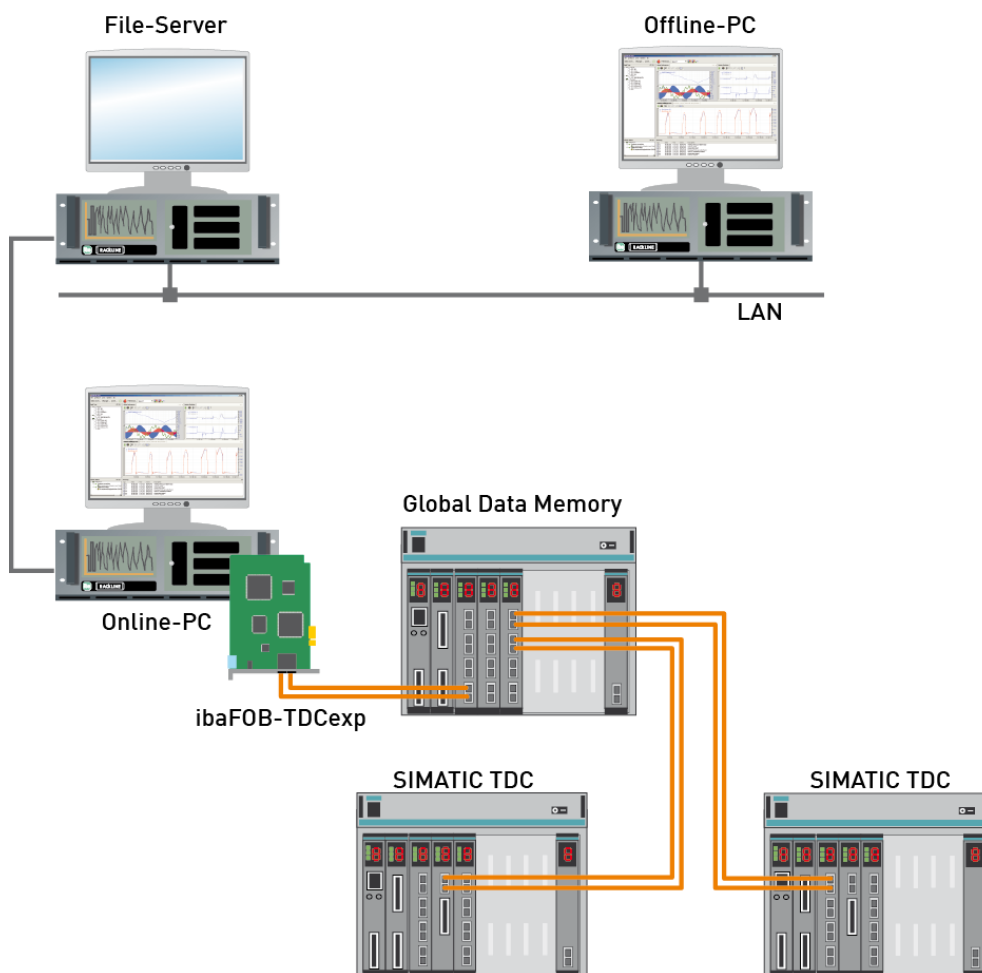 File-Server
Offline-PC
LAN
Global Data Memory
Online-PC
ibaFOB-TDCexp
SIMATIC TDC
SIMATIC TDC